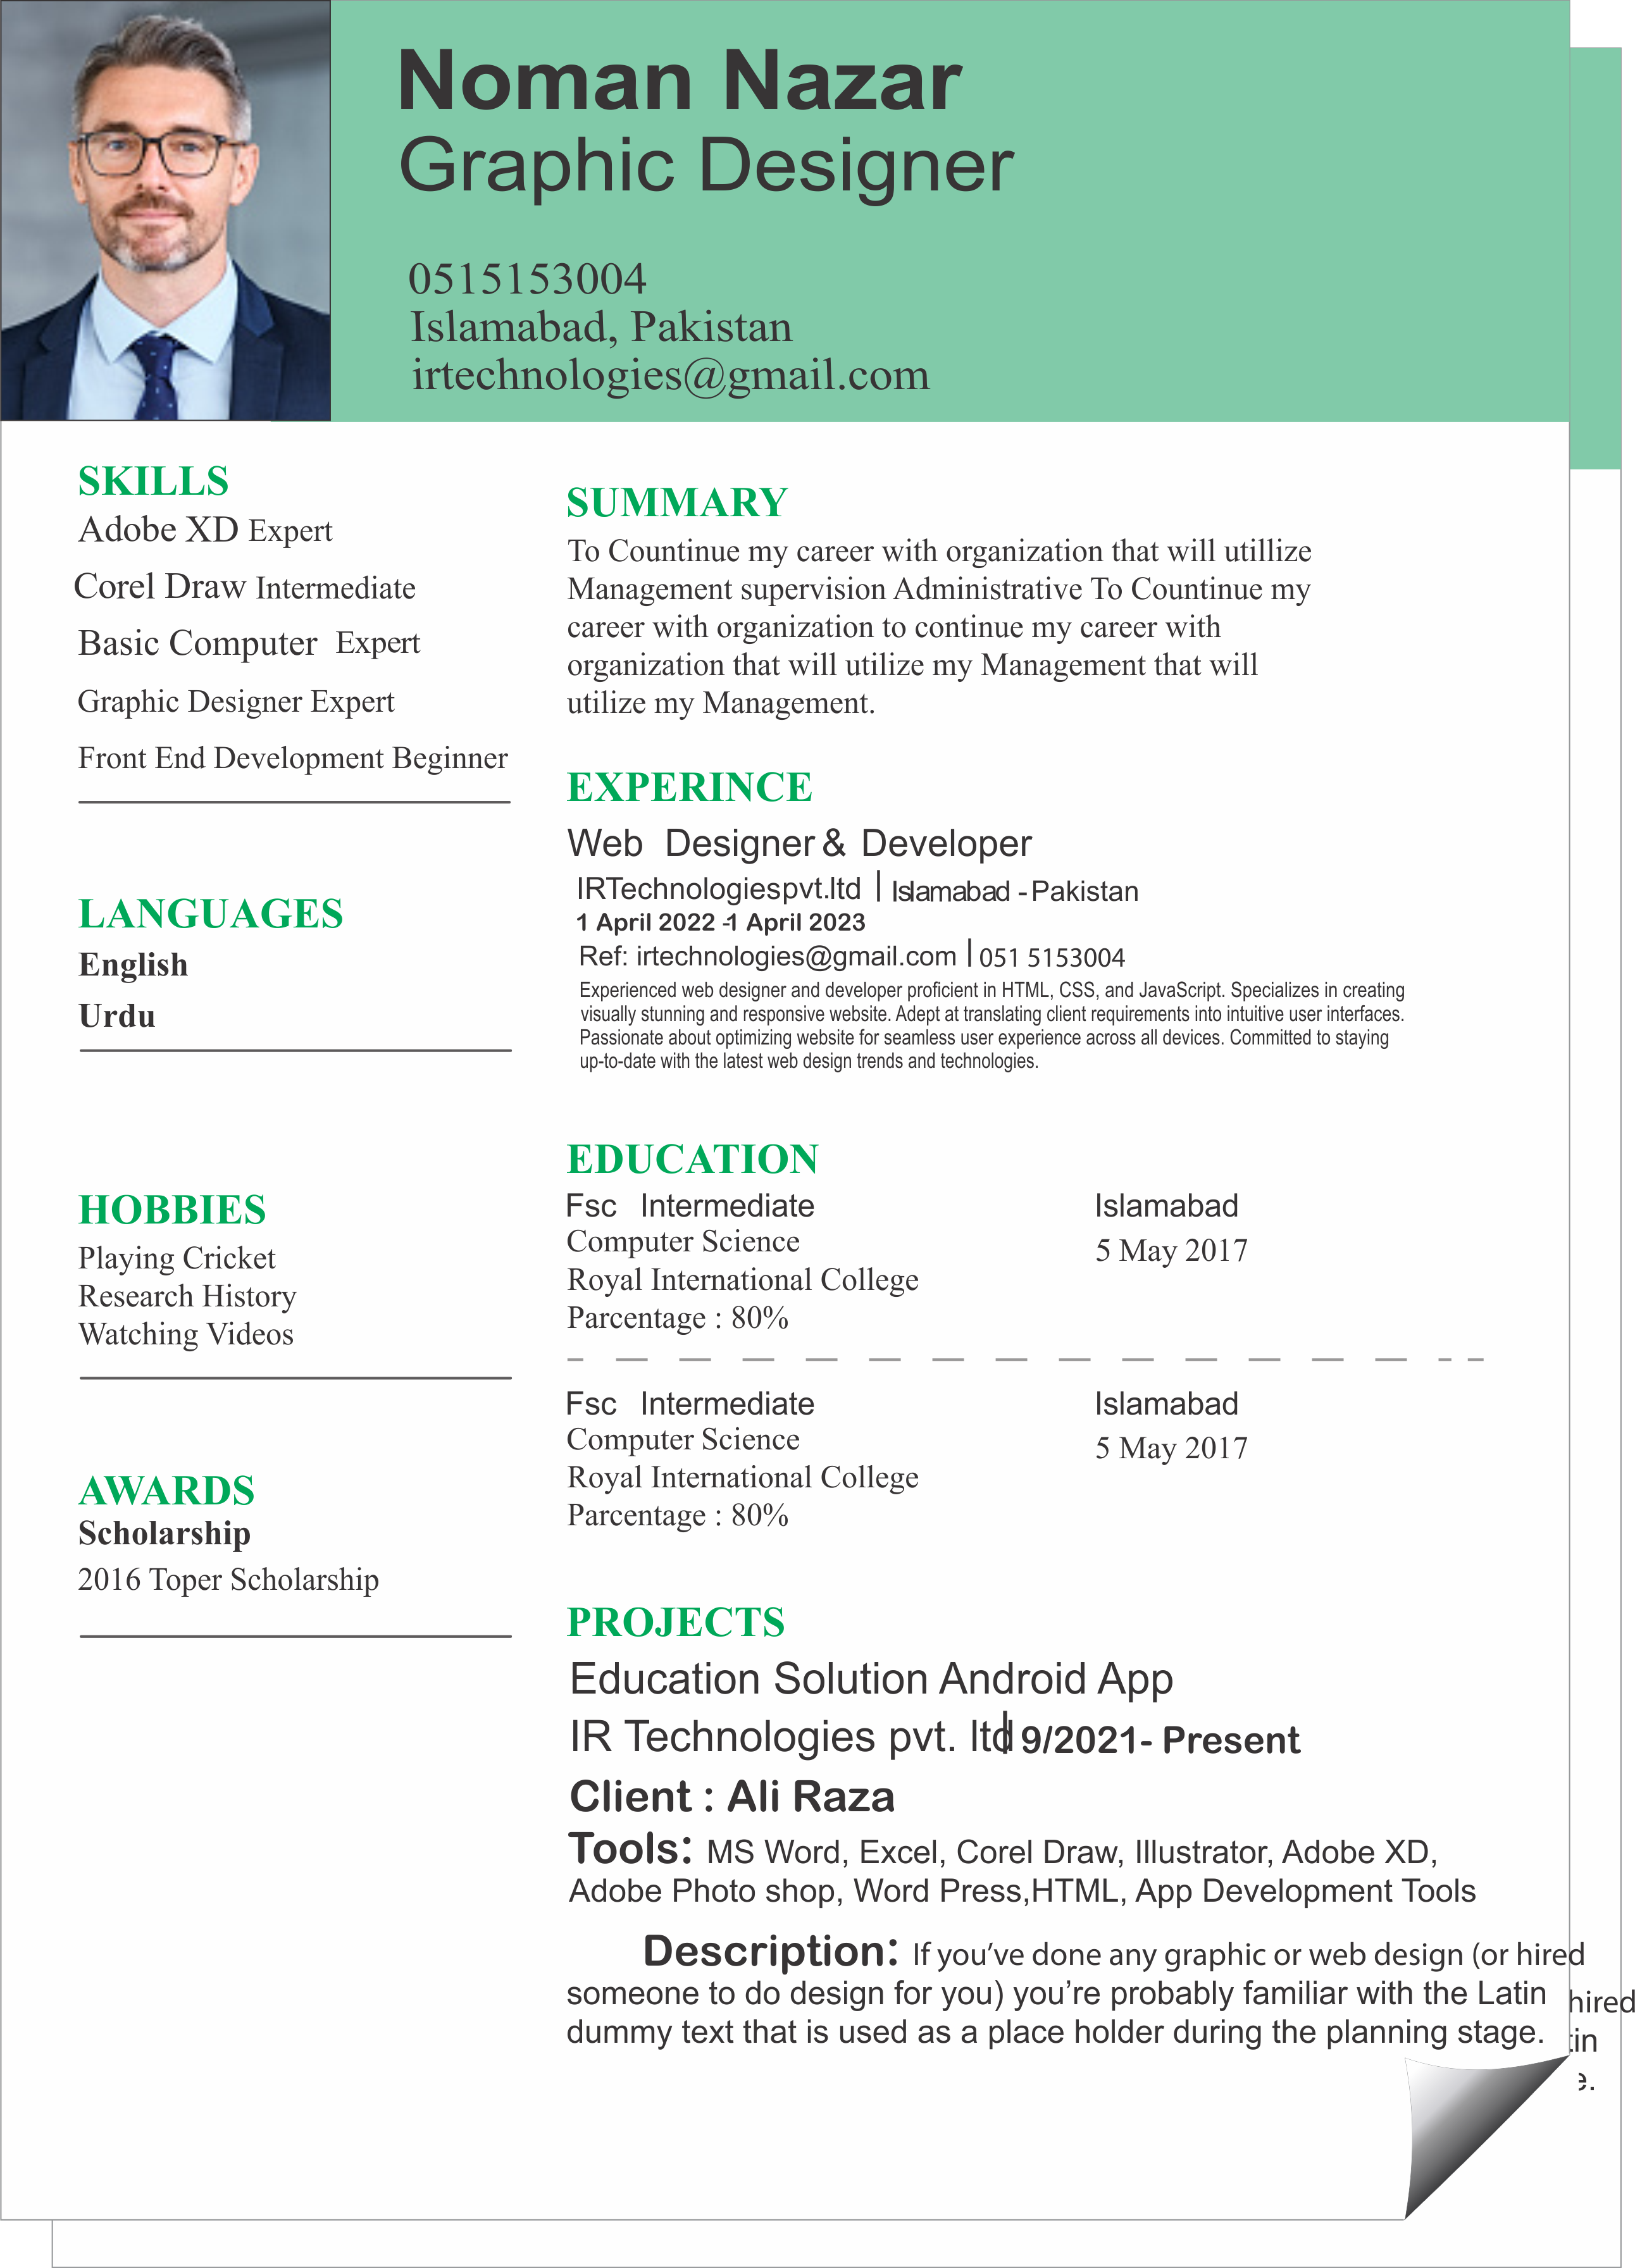 Noman Nazar
Graphic Designer
0515153004
Islamabad, Pakistan
irtechnologies@gmail.com
SKILLS
Adobe XD Expert
Corel Draw Intermediate
Basic Computer Expert
Graphic Designer Expert
Front End Development Beginner
LANGUAGES
English
Urdu
HOBBIES
Playing Cricket
Research History
Watching Videos
AWARDS
Scholarship
2016 Toper Scholarship
SUMMARY
To Countinue my career with organization that will utillize
Management supervision Administrative To Countinue my
career with organization to continue my career with
organization that will utilize my Management that will
utilize my Management.
EXPERINCE
Web Designer & Developer
IRTechnologiespvt.ltd | Islamabad - Pakistan
1 April 2022 -1 April 2023
Ref: irtechnologies@gmail.com | 051 5153004
Experienced web designer and developer proficient in HTML, CSS, and JavaScript. Specializes in creating
visually stunning and responsive website. Adept at translating client requirements into intuitive user interfaces.
Passionate about optimizing website for seamless user experience across all devices. Committed to staying
up-to-date with the latest web design trends and technologies.
EDUCATION
Fsc Intermediate Islamabad
Computer Science 5 May 2017
Royal International College
Parcentage : 80%
Fsc Intermediate Islamabad
Computer Science 5 May 2017
Royal International College
Parcentage : 80%
PROJECTS
Education Solution Android App
IR Technologies pvt. ltd | 9/2021- Present
Client : Ali Raza
Tools: MS Word, Excel, Corel Draw, Illustrator, Adobe XD,
Adobe Photo shop, Word Press,HTML, App Development Tools
Description: If you've done any graphic or web design (or hired
someone to do design for you) you're probably familiar with the Latin
dummy text that is used as a place holder during the planning stage.
hired